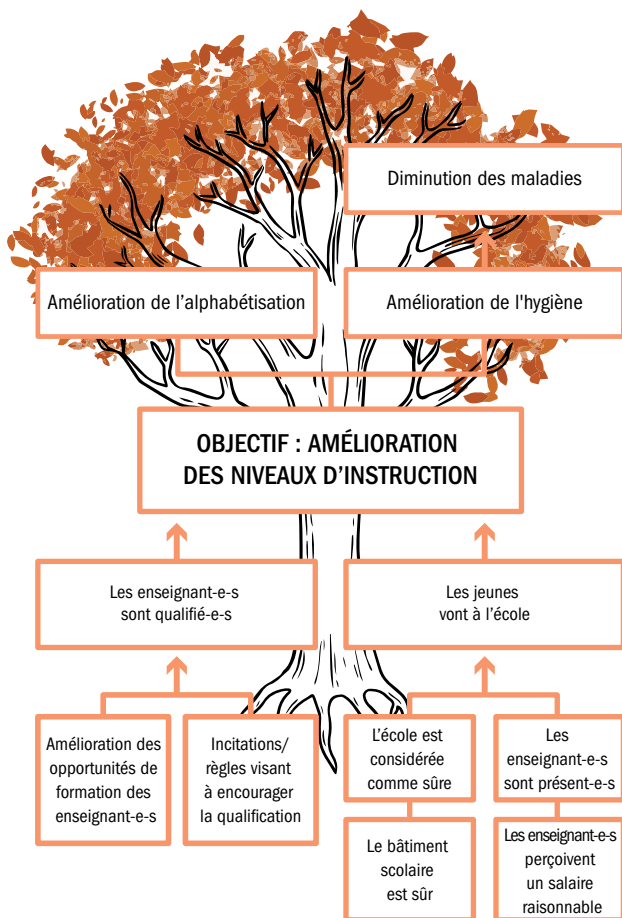 Diminution des maladies
Amélioration de l’alphabétisation
Amélioration de l'hygiène
OBJECTIF : AMÉLIORATION
DES NIVEAUX D’INSTRUCTION
Les enseignant-e-s
sont qualifié-e-s
Les jeunes
vont à l’école
Amélioration des
opportunités de
formation des
enseignant-e-s
Incitations/
règles visant
à encourager
la qualification
L’école est
considérée
comme sûre
Les
enseignant-e-s
sont présent-e-s
Le bâtiment
scolaire
est sûr
Les enseignant-e-s
perçoivent
un salaire
raisonnable